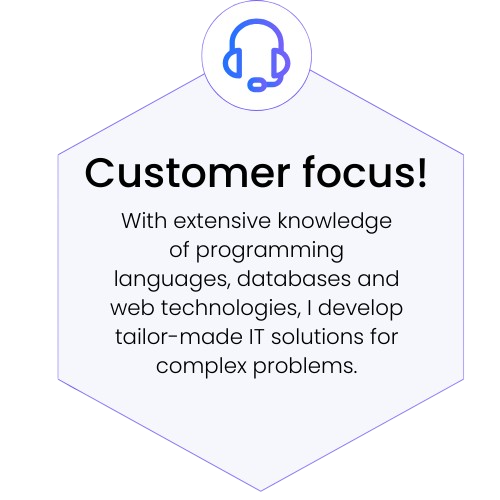 Customer focus!
With extensive knowledge
of programming
languages, databases and
web technologies, I develop
tailor-made IT solutions for
complex problems.